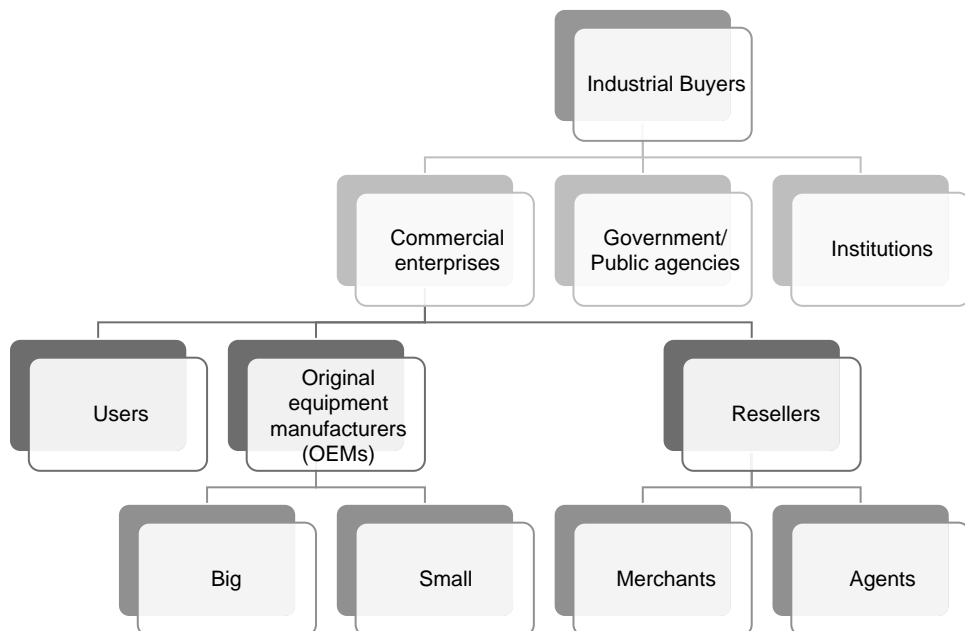 Industrial Buyers
Commercial
enterprises
Government/
Public agencies
Institutions
Users
Original
equipment
manufacturers
(OEMs)
Resellers
Big
Small
Merchants
Agents